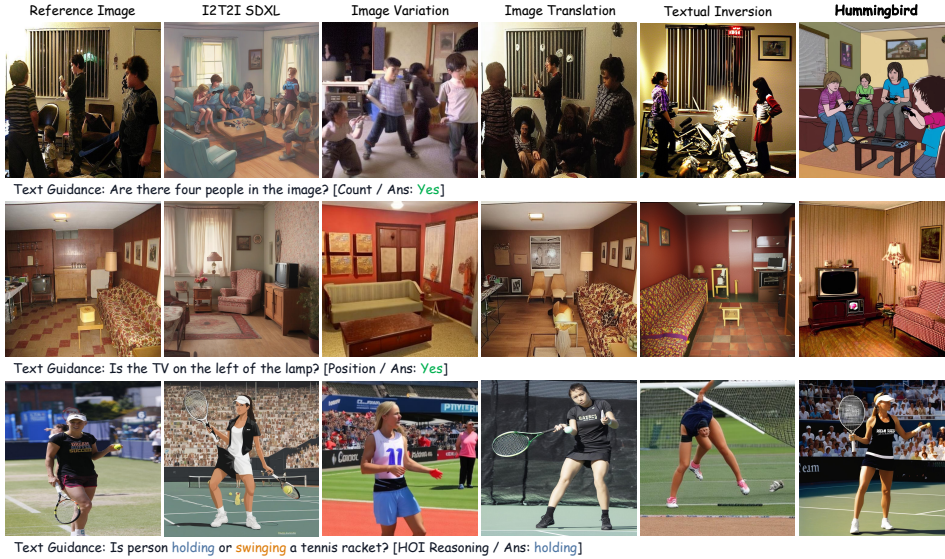 Reference Image I2T2I SDXL Image Variation Image Translation Textual Inversion Hummingbird
Text Guidance: Are there four people in the image? [Count / Ans: Yes]
Text Guidance: Is the TV on the left of the lamp? [Position / Ans: Yes]
Text Guidance: Is person holding or swinging a tennis racket? [HOI Reasoning / Ans: holding]